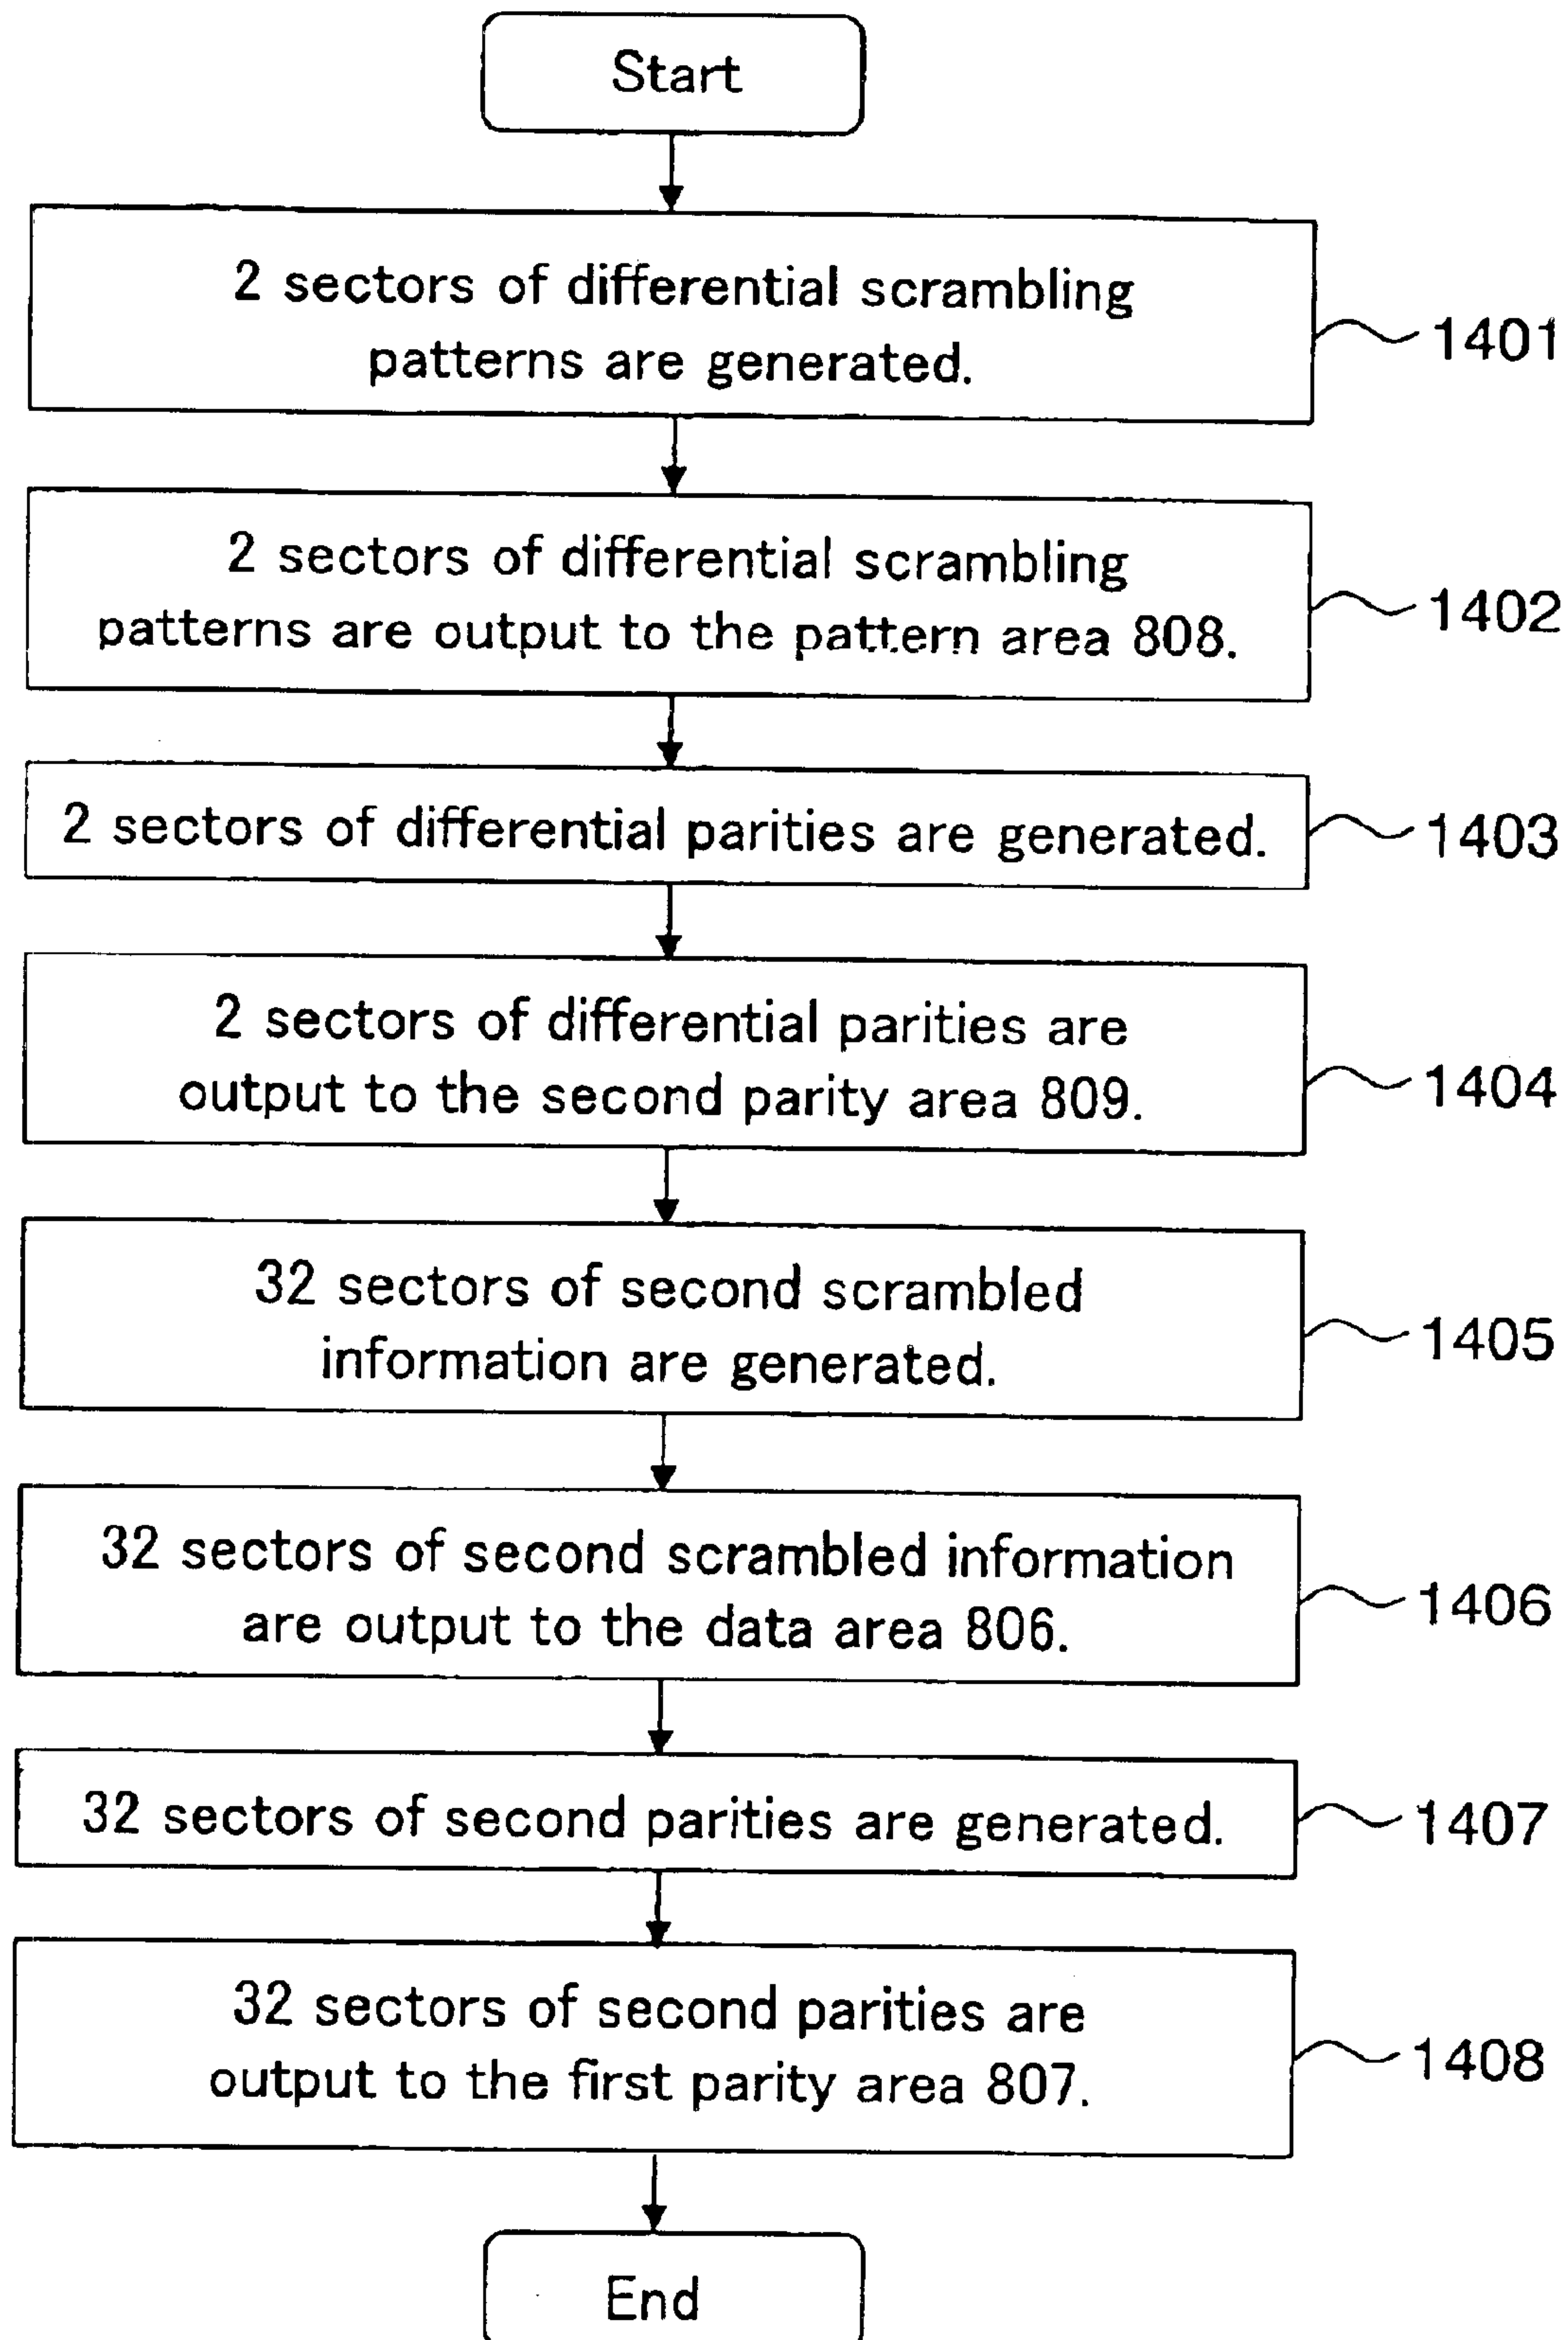 Start
2 sectors of differential scrambling
patterns are generated.
1401
2 sectors of differential scrambling
patterns are output to the pattern area 808.
1402
2 sectors of differential parities are generated.
1403
2 sectors of differential parities are
output to the second parity area 809.
1404
32 sectors of second scrambled
information are generated.
1405
32 sectors of second scrambled information
are output to the data area 806.
1406
32 sectors of second parities are generated.
1407
32 sectors of second parities are
output to the first parity area 807.
1408
End